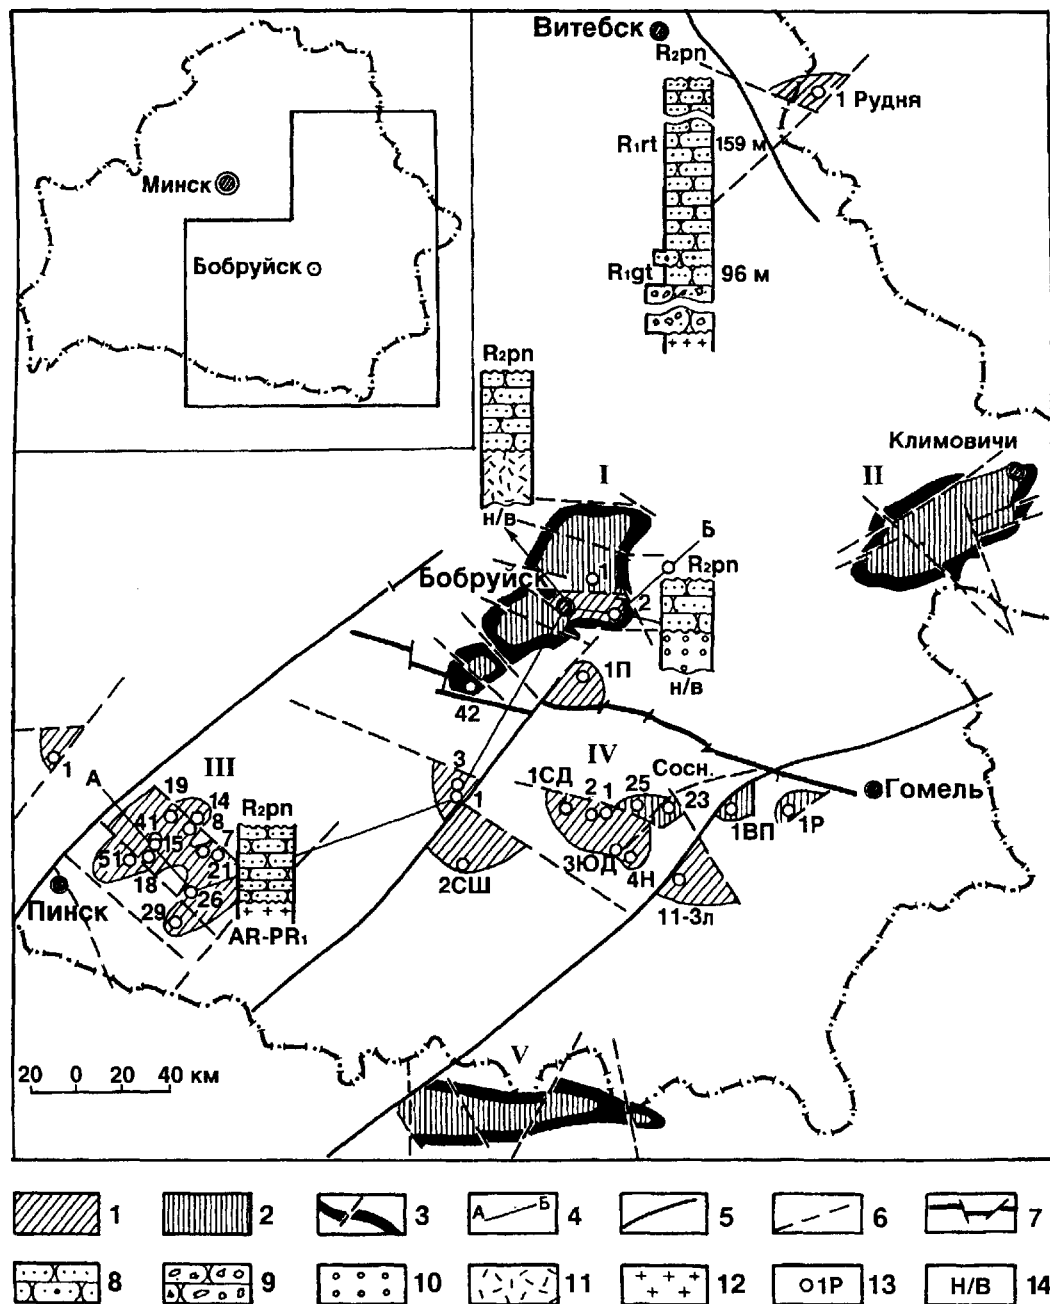 Витебск
R₂pn
1 Рудня
R₁rt
159 м
Минск
Бобруйск
R₁gt
96 м
R₂pn
Климовичи
I
II
н/в
Б
Бобруйск
1
R₂pn
2
1П
н/в
42
3
IV
1
А
19
III
14
1СД
2
1
25
Сосн.
Гомель
R₂pn
41
8
1
23
1ВП
1Р
7
51
15
21
3ЮД
18
2СШ
4Н
Пинск
26
11-3л
29
AR-PR₁
V
20 0 20 40 км
1
2
3
А Б 4
5
6
7
8
9
10
11
12
1Р 13
Н/В 14